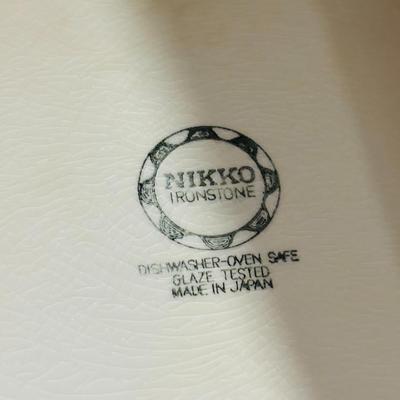 NIKKO
IRONSTONE
DISHWASHER-OVEN SAFE
GLAZE TESTED
MADE IN JAPAN